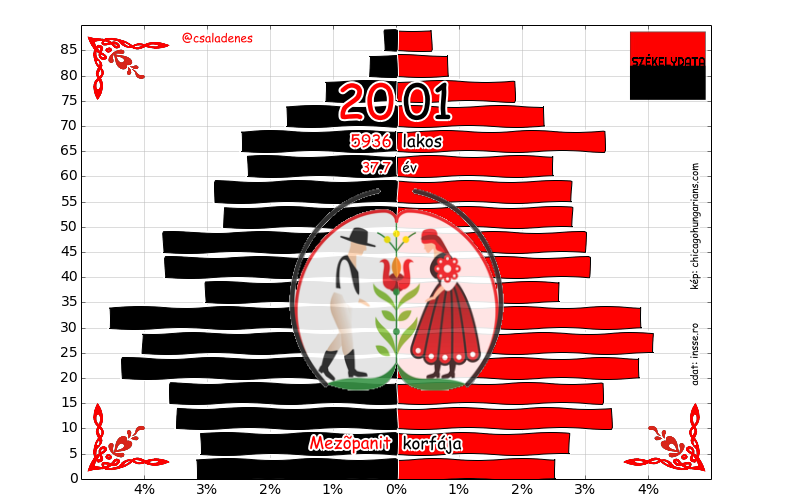 @csaladenes
SZÉKELYDATA
2001
5936 lakos
37.7 év
kép: chicagohungarians.com
adat: insse.ro
Mezõpanit korfája
85
80
75
70
65
60
55
50
45
40
35
30
25
20
15
10
5
0
4% 3% 2% 1% 0% 1% 2% 3% 4%